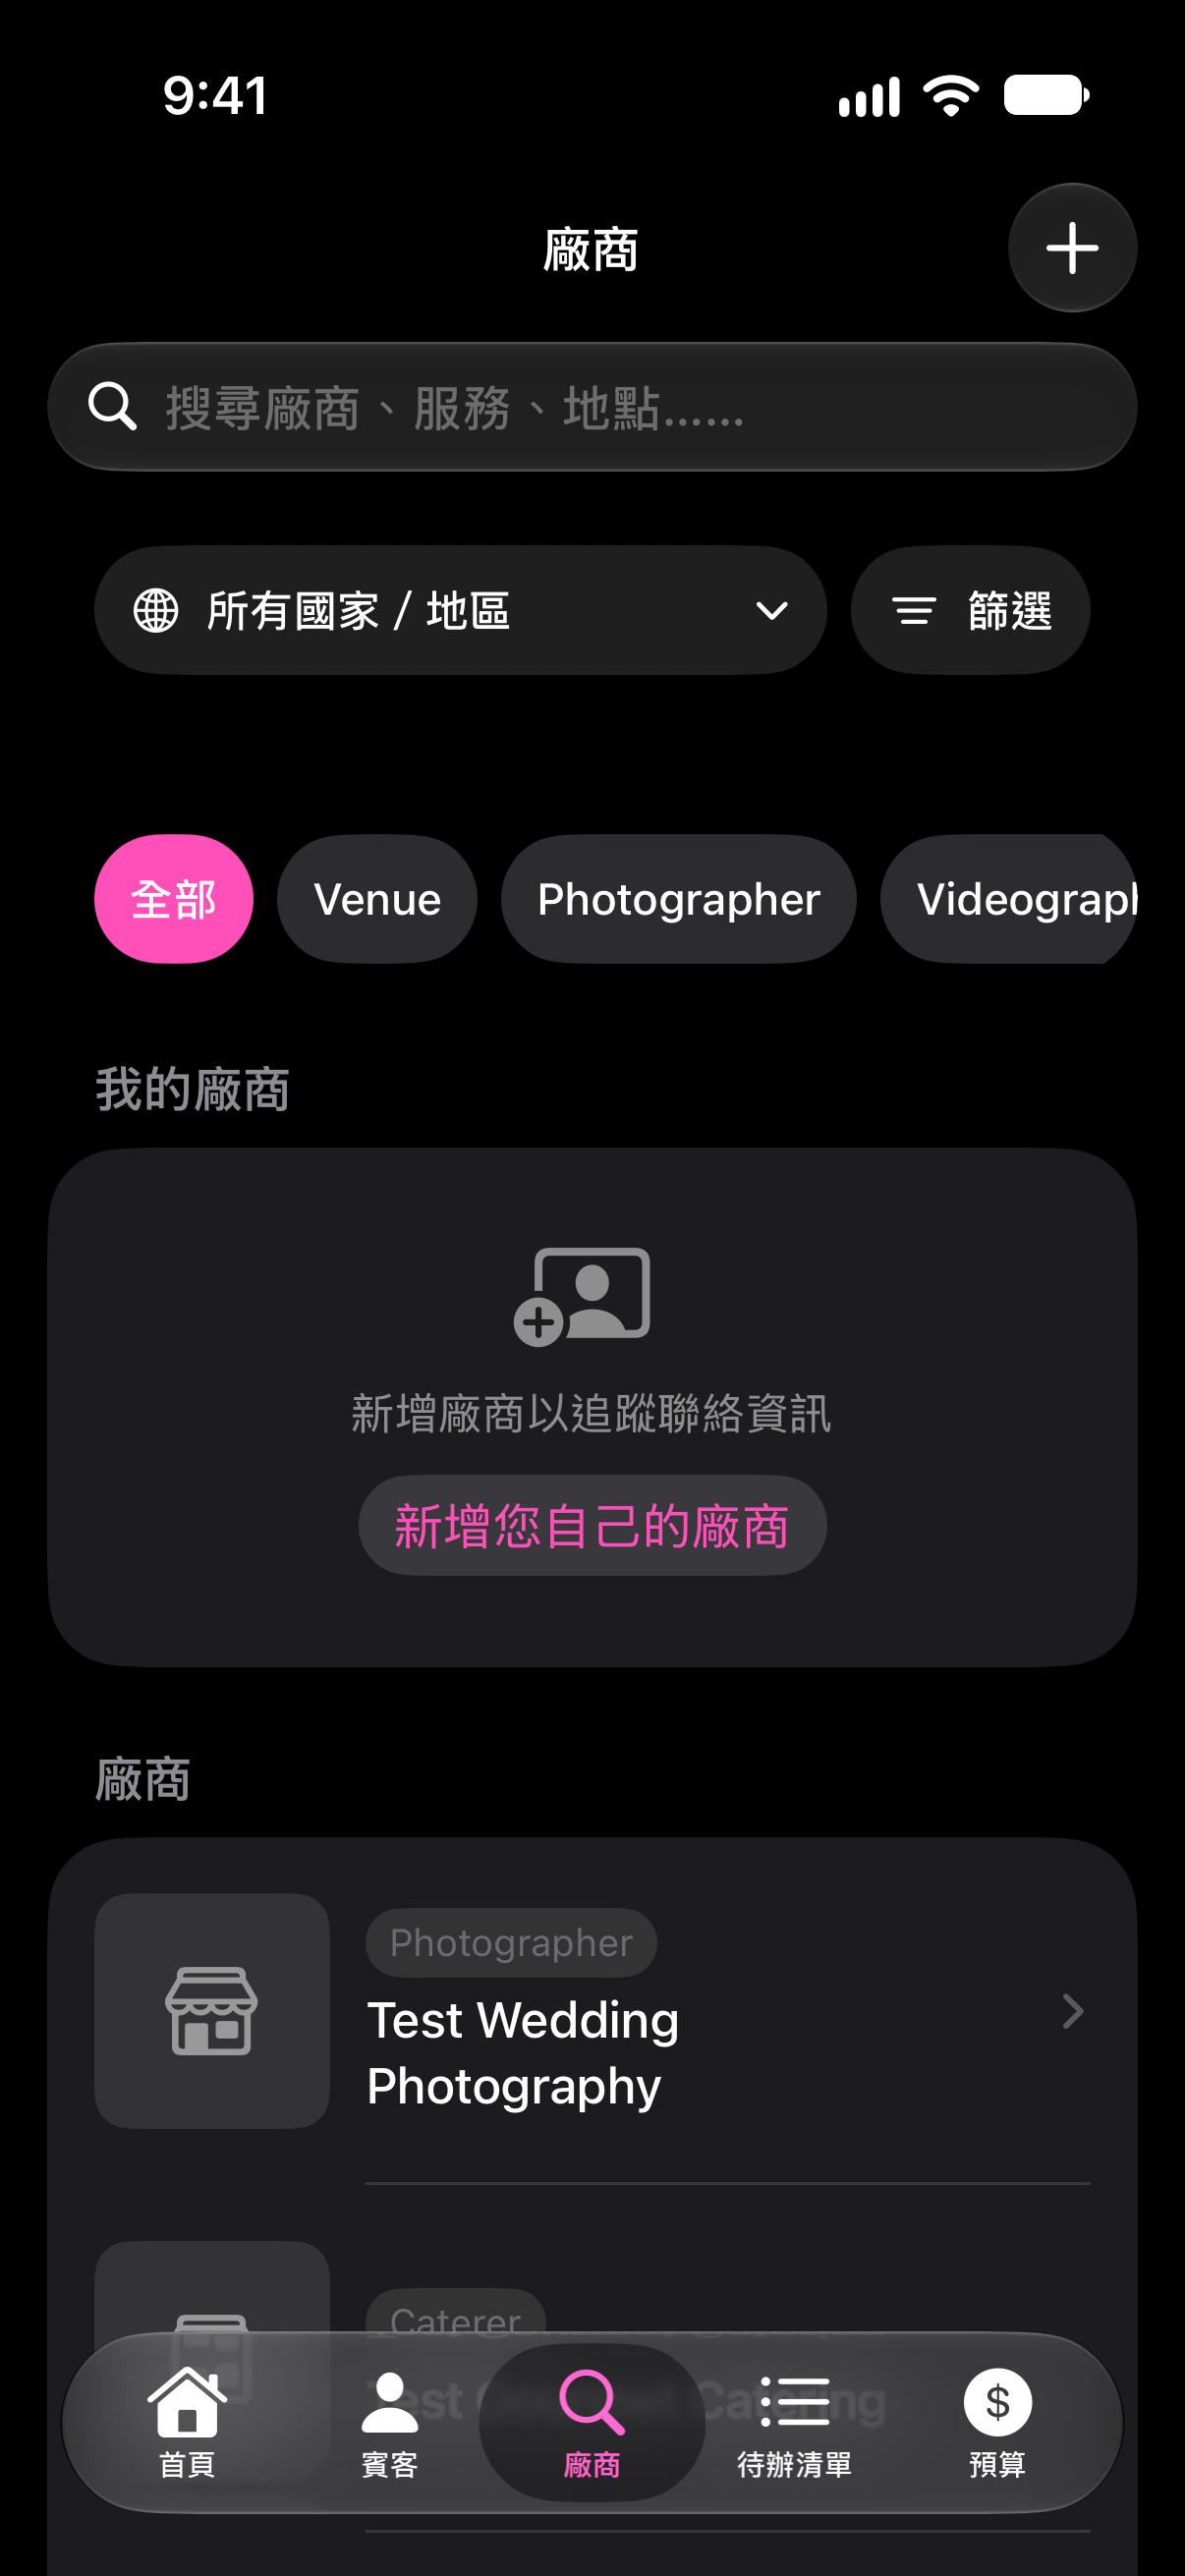 9:41
廠商
搜尋廠商、服務、地點……
所有國家 / 地區
篩選
全部
Venue
Photographer
Videograph
我的廠商
新增廠商以追蹤聯絡資訊
新增您自己的廠商
廠商
Photographer
Test Wedding
Photography
Caterer
Catering
首頁
賓客
廠商
待辦清單
預算